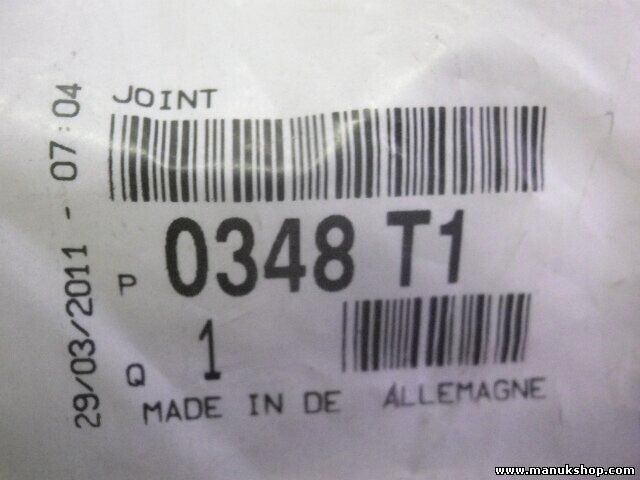 JOINT
P 0348 T1
Q 1
MADE IN DE ALLEMAGNE
29/03/2011 - 07:04
www.manukshop.com